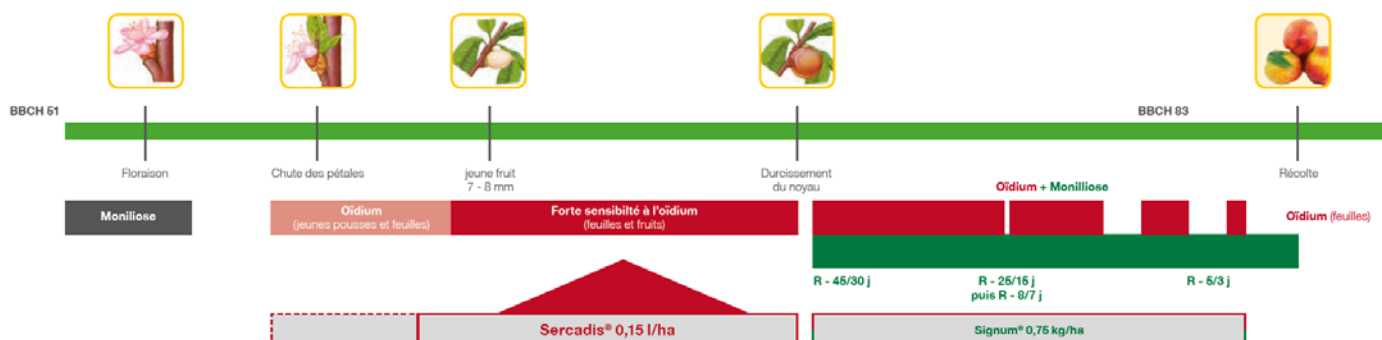 BBCH 51
BBCH 83
Floraison
Chute des pétales
jeune fruit
7 - 8 mm
Durcissement
du noyau
Récolte
Oïdium + Monilliose
Moniliose
Oïdium
(jeunes pousses et feuilles)
Forte sensibilté à l'oïdium
(feuilles et fruits)
Oïdium (feuilles)
R - 45/30 j
R - 25/15 j
puis R - 8/7 j
R - 5/3 j
Sercadis® 0,15 l/ha
Signum® 0,75 kg/ha